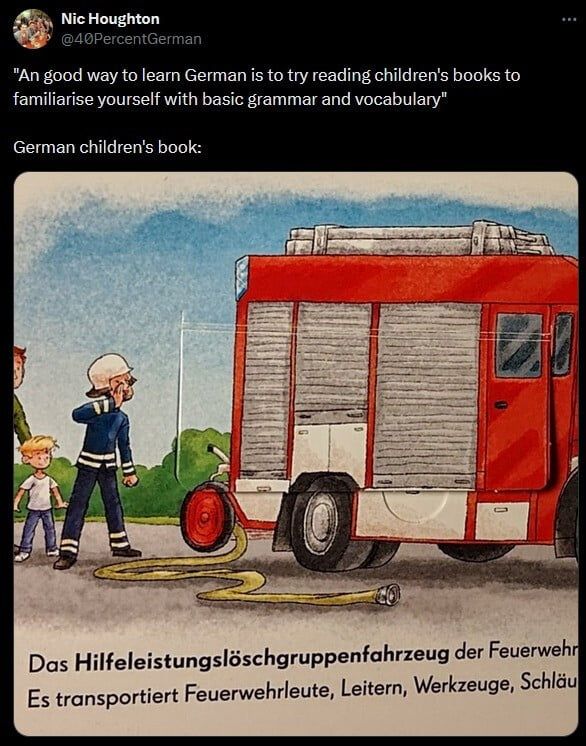 Nic Houghton
@40PercentGerman
"An good way to learn German is to try reading children's books to
familiarise yourself with basic grammar and vocabulary"
German children's book:
Das Hilfeleistungslöschgruppenfahrzeug der Feuerwehr
Es transportiert Feuerwehrleute, Leitern, Werkzeuge, Schläu